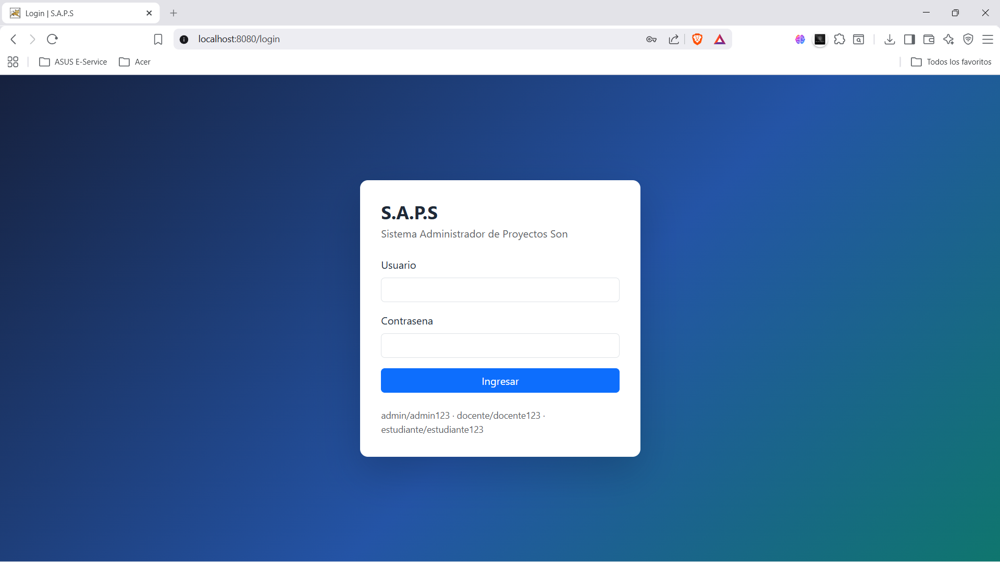 Login | S.A.P.S
localhost:8080/login
ASUS E-Service
Acer
Todos los favoritos
S.A.P.S
Sistema Administrador de Proyectos Son
Usuario
Contrasena
Ingresar
admin/admin123 · docente/docente123 ·
estudiante/estudiante123